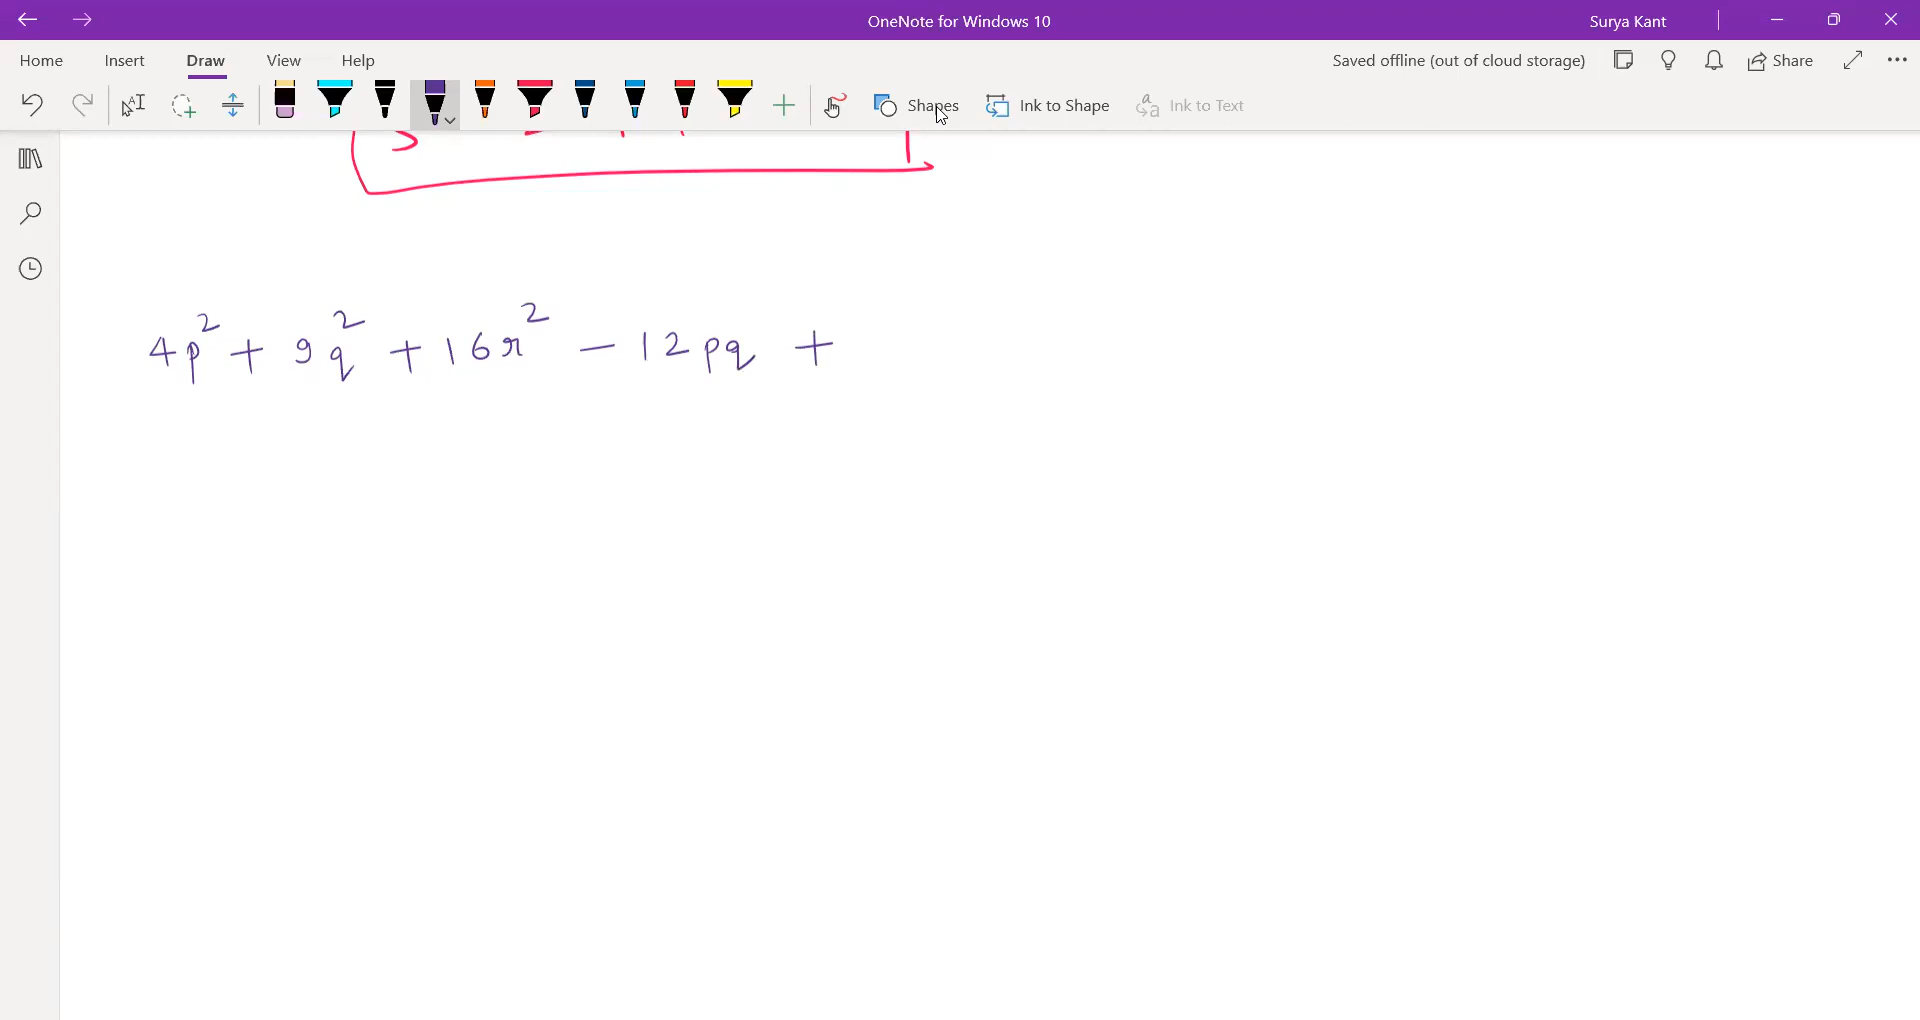 OneNote for Windows 10
Surya Kant
Home Insert Draw View Help
Saved offline (out of cloud storage)
Share
Shapes
Ink to Shape
Ink to Text
4p² + 9q² + 16r² - 12pq +